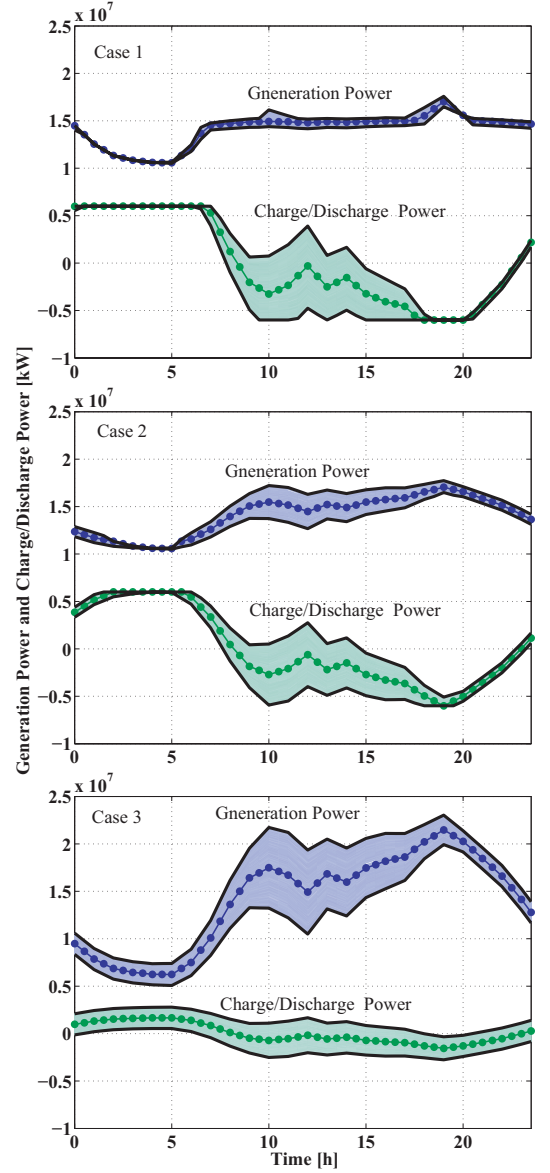 x 10^7
2.5
Case 1
2
Gneneration Power
1.5
1
Charge/Discharge Power
0.5
0
−0.5
−1
0 5 10 15 20
x 10^7
2.5
Case 2
2
Gneneration Power
1.5
1
Charge/Discharge Power
0.5
0
−0.5
−1
0 5 10 15 20
x 10^7
2.5
Case 3
Gneneration Power
2
1.5
1
0.5
Charge/Discharge Power
0
−0.5
−1
0 5 10 15 20
Time [h]
Generation Power and Charge/Discharge Power [kW]